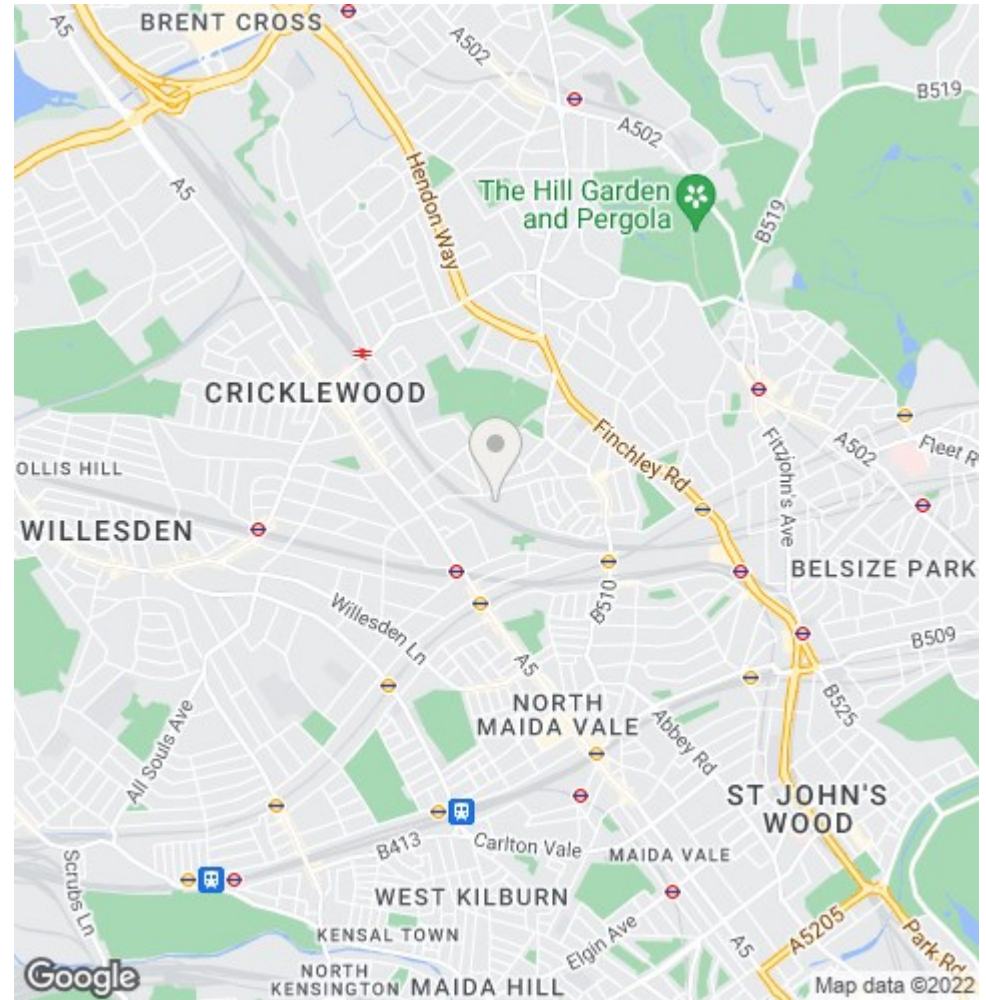 BRENT CROSS
A5
A502
B519
A502
A5
Hendon Way
The Hill Garden
and Pergola
B519
CRICKLEWOOD
OLLIS HILL
Finchley Rd
Fitzjohn's Ave
A502
Fleet R
WILLESDEN
BELSIZE PARK
B510
Willesden Ln
B509
A5
NORTH
MAIDA VALE
Abbey Rd
B525
All Souls Ave
ST JOHN'S
WOOD
B413
Carlton Vale
MAIDA VALE
Scrubs Ln
WEST KILBURN
KENSAL TOWN
Elgin Ave
A5
A5205
Park Rd
NORTH
KENSINGTON
MAIDA HILL
Google
Map data ©2022